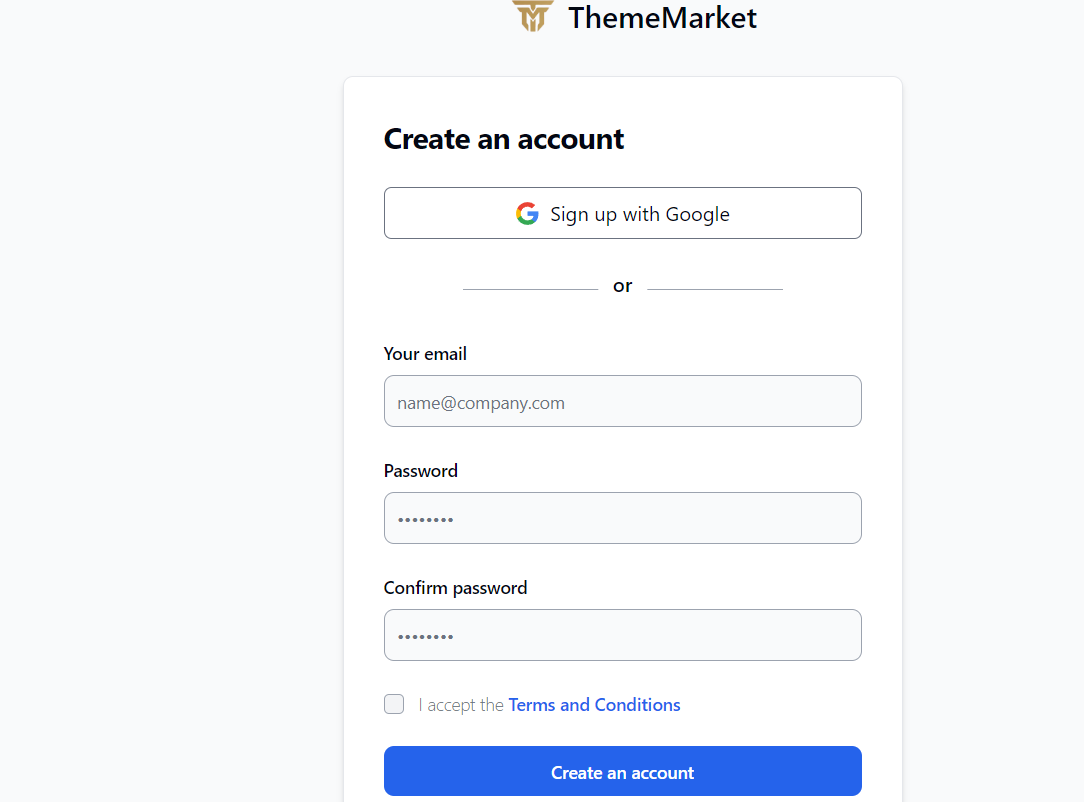 ThemeMarket
Create an account
Sign up with Google
or
Your email
name@company.com
Password
••••••••
Confirm password
••••••••
I accept the Terms and Conditions
Create an account